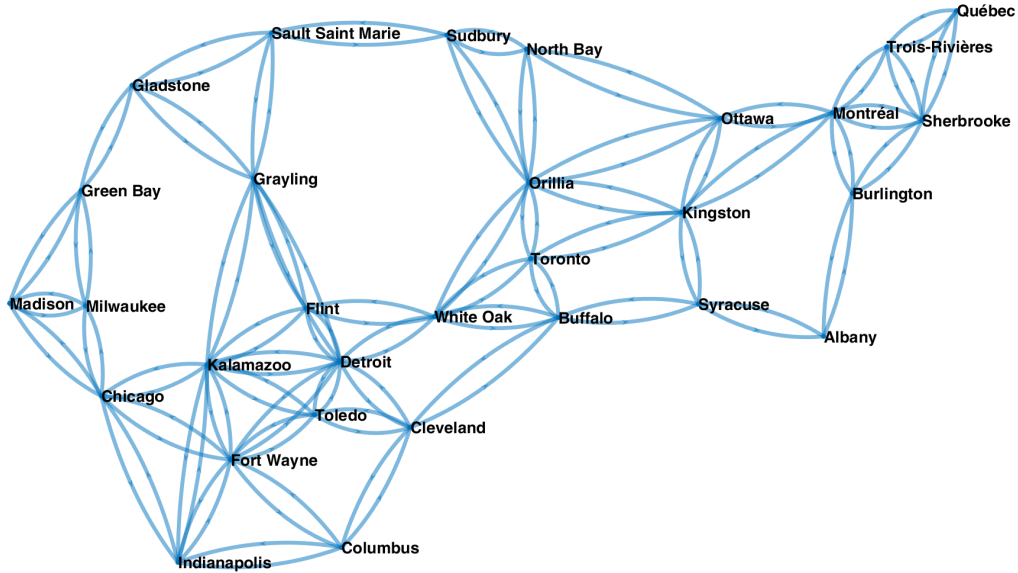 Québec
Sault Saint Marie
Sudbury
North Bay
Trois-Rivières
Gladstone
Ottawa
Montréal
Sherbrooke
Grayling
Orillia
Green Bay
Burlington
Kingston
Toronto
Madison
Milwaukee
Flint
White Oak
Buffalo
Syracuse
Albany
Kalamazoo
Detroit
Chicago
Toledo
Cleveland
Fort Wayne
Columbus
Indianapolis